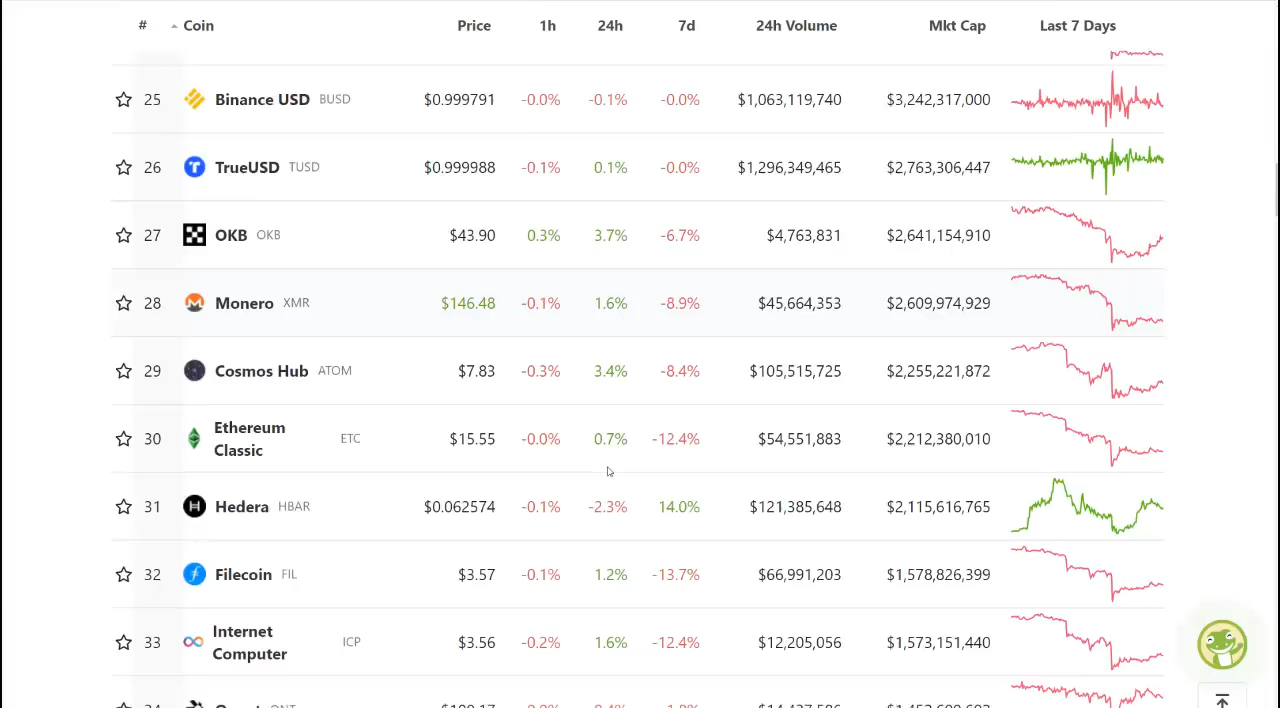 # Coin Price 1h 24h 7d 24h Volume Mkt Cap Last 7 Days
25 Binance USD BUSD $0.999791 -0.0% -0.1% -0.0% $1,063,119,740 $3,242,317,000
26 TrueUSD TUSD $0.999988 -0.1% 0.1% -0.0% $1,296,349,465 $2,763,306,447
27 OKB OKB $43.90 0.3% 3.7% -6.7% $4,763,831 $2,641,154,910
28 Monero XMR $146.48 -0.1% 1.6% -8.9% $45,664,353 $2,609,974,929
29 Cosmos Hub ATOM $7.83 -0.3% 3.4% -8.4% $105,515,725 $2,255,221,872
30 Ethereum Classic ETC $15.55 -0.0% 0.7% -12.4% $54,551,883 $2,212,380,010
31 Hedera HBAR $0.062574 -0.1% -2.3% 14.0% $121,385,648 $2,115,616,765
32 Filecoin FIL $3.57 -0.1% 1.2% -13.7% $66,991,203 $1,578,826,399
33 Internet Computer ICP $3.56 -0.2% 1.6% -12.4% $12,205,056 $1,573,151,440